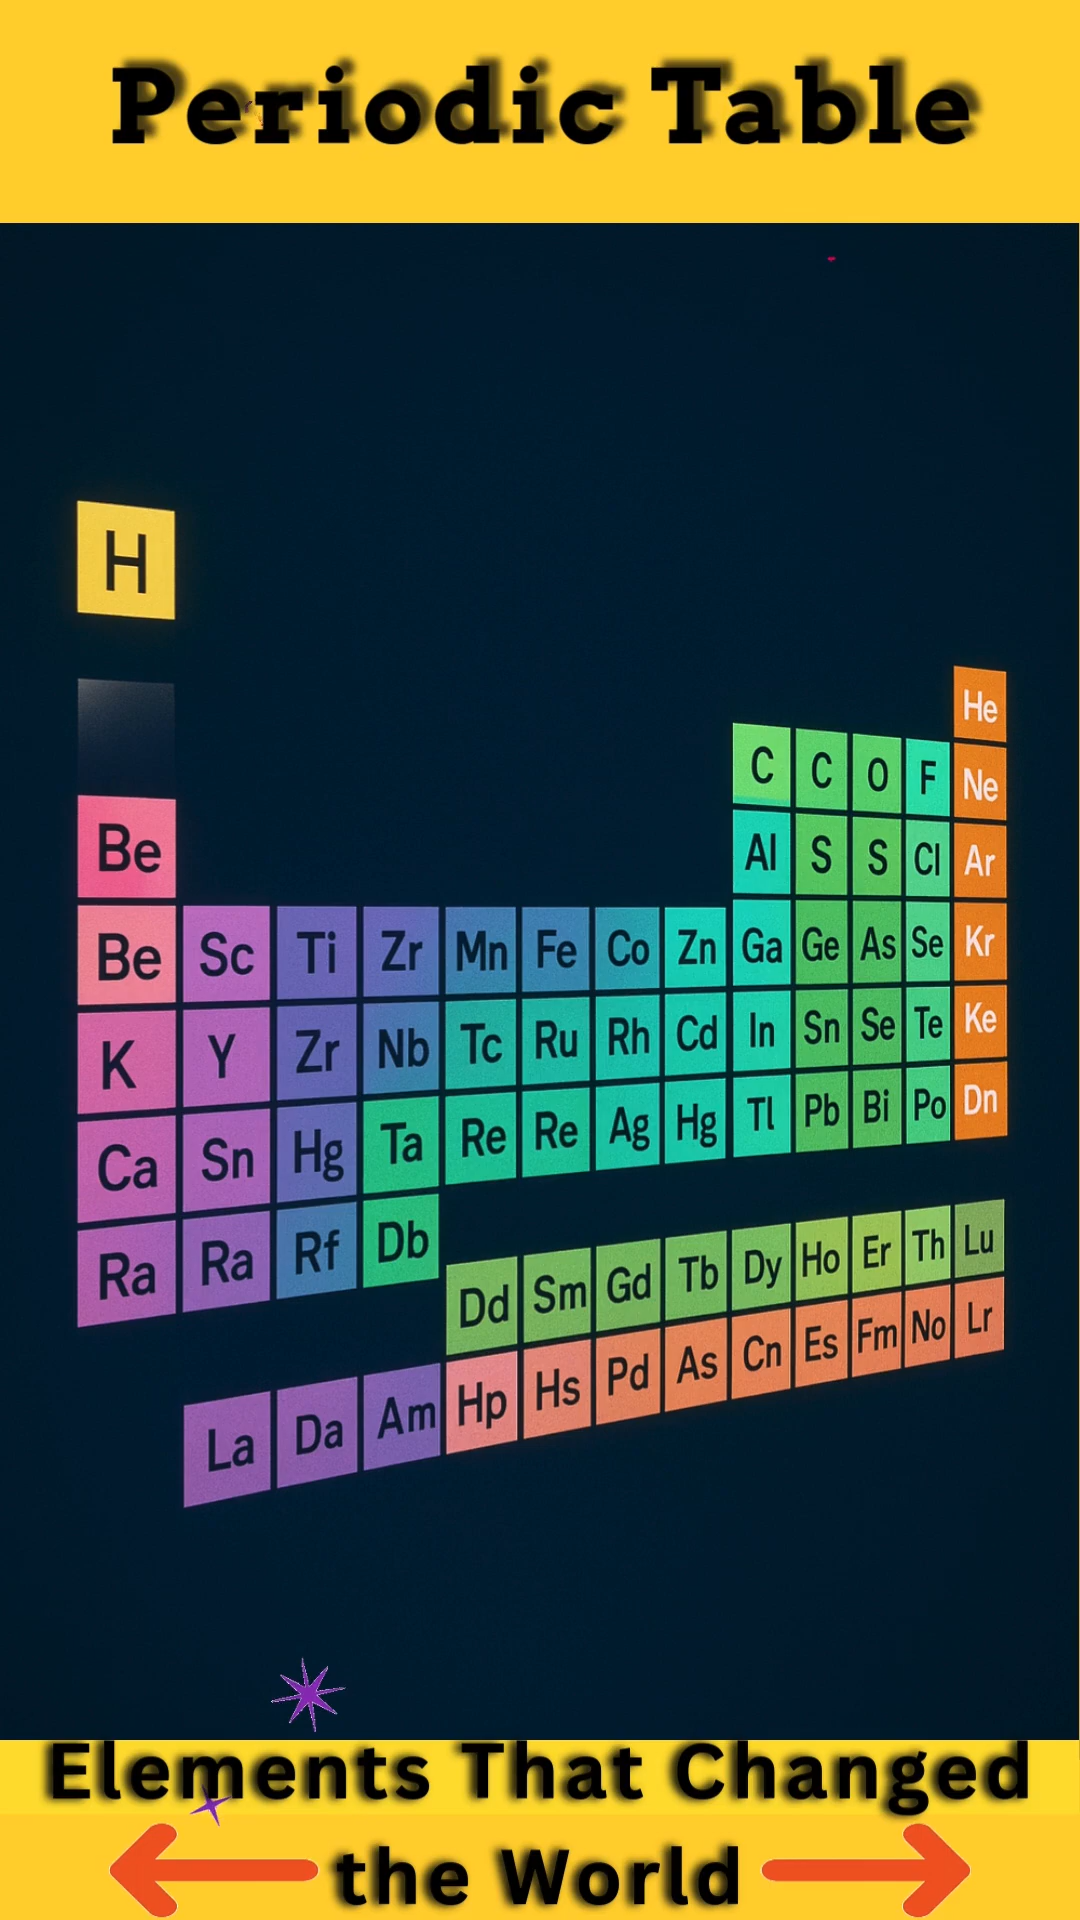 Periodic Table
H
He
C C O F Ne
Be Al S S Cl Ar
Be Sc Ti Zr Mn Fe Co Zn Ga Ge As Se Kr
K Y Zr Nb Tc Ru Rh Cd In Sn Se Te Ke
Ca Sn Hg Ta Re Re Ag Hg Tl Pb Bi Po Dn
Ra Ra Rf Db
Dd Sm Gd Tb Dy Ho Er Th Lu
La Da Am Hp Hs Pd As Cn Es Fm No Lr
Elements That Changed
the World